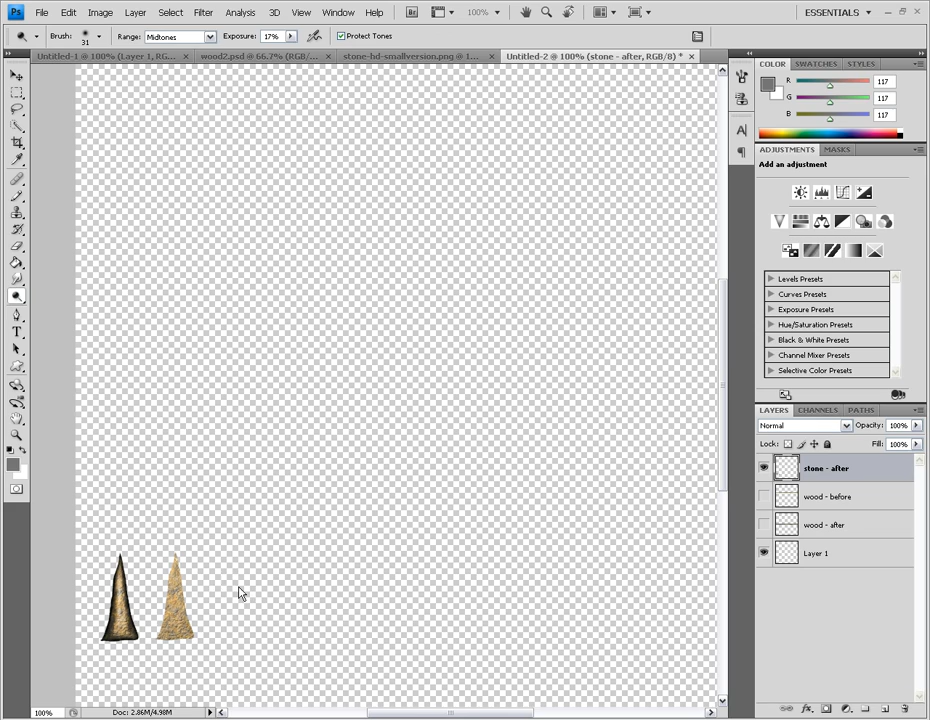 Ps File Edit Image Layer Select Filter Analysis 3D View Window Help Br 100% ESSENTIALS
Brush: 31 Range: Midtones Exposure: 17% Protect Tones
Untitled-1 @ 100% (Layer 1, RG... × wood2.psd @ 66.7% (RGB/... × stone-hd-smallversion.png @ 1... × Untitled-2 @ 100% (stone - after, RGB/8) * ×
COLOR SWATCHES STYLES
R 117
G 117
B 117
ADJUSTMENTS MASKS
Add an adjustment
Levels Presets
Curves Presets
Exposure Presets
Hue/Saturation Presets
Black & White Presets
Channel Mixer Presets
Selective Color Presets
LAYERS CHANNELS PATHS
Normal Opacity: 100%
Lock: Fill: 100%
stone - after
wood - before
wood - after
Layer 1
100% Doc: 2.86M/4.98M